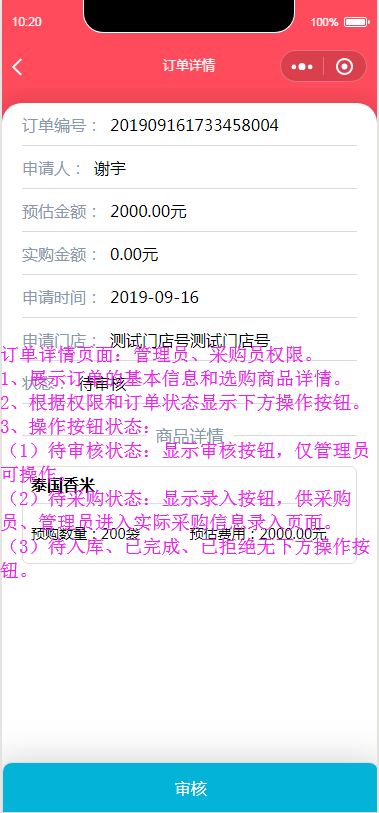 10:20
100%
订单详情
订单编号： 201909161733458004
申请人： 谢宇
预估金额： 2000.00元
实购金额： 0.00元
申请时间： 2019-09-16
申请门店： 测试门店号测试门店号
订单详情页面：管理员、采购员权限。
状态： 待审核
1、展示订单的基本信息和选购商品详情。
2、根据权限和订单状态显示下方操作按钮。
3、操作按钮状态：
商品详情
（1）待审核状态：显示审核按钮，仅管理员
可操作
泰国香米
（2）待采购状态：显示录入按钮，供采购
员、管理员进入实际采购信息录入页面。
预购数量：200袋 预估费用：2000.00元
（3）待入库、已完成、已拒绝无下方操作按
钮。
审核